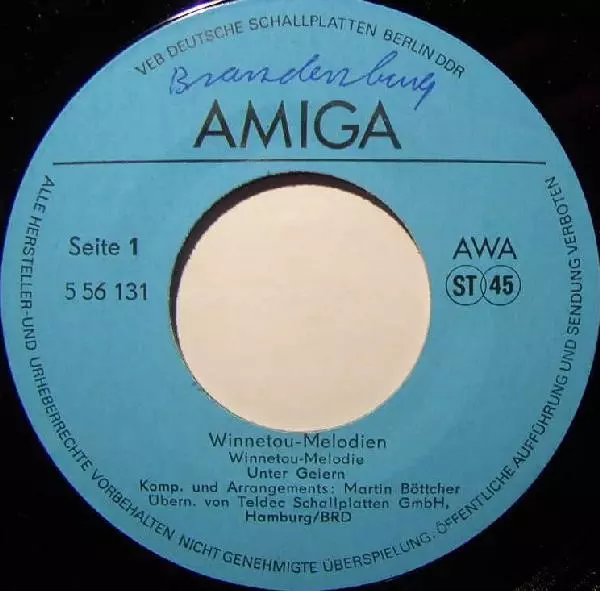 VEB DEUTSCHE SCHALLPLATTEN BERLIN DDR
Brandenburg
AMIGA
Seite 1
5 56 131
AWA
ST 45
Winnetou-Melodien
Winnetou-Melodie
Unter Geiern
Komp. und Arrangements: Martin Böttcher
Übern. von Teldec Schallplatten GmbH,
Hamburg/BRD
ALLE HERSTELLER-UND URHEBERRECHTE VORBEHALTEN NICHT GENEHMIGTE ÜBERSPIELUNG, ÖFFENTLICHE AUFFÜHRUNG UND SENDUNG VERBOTEN